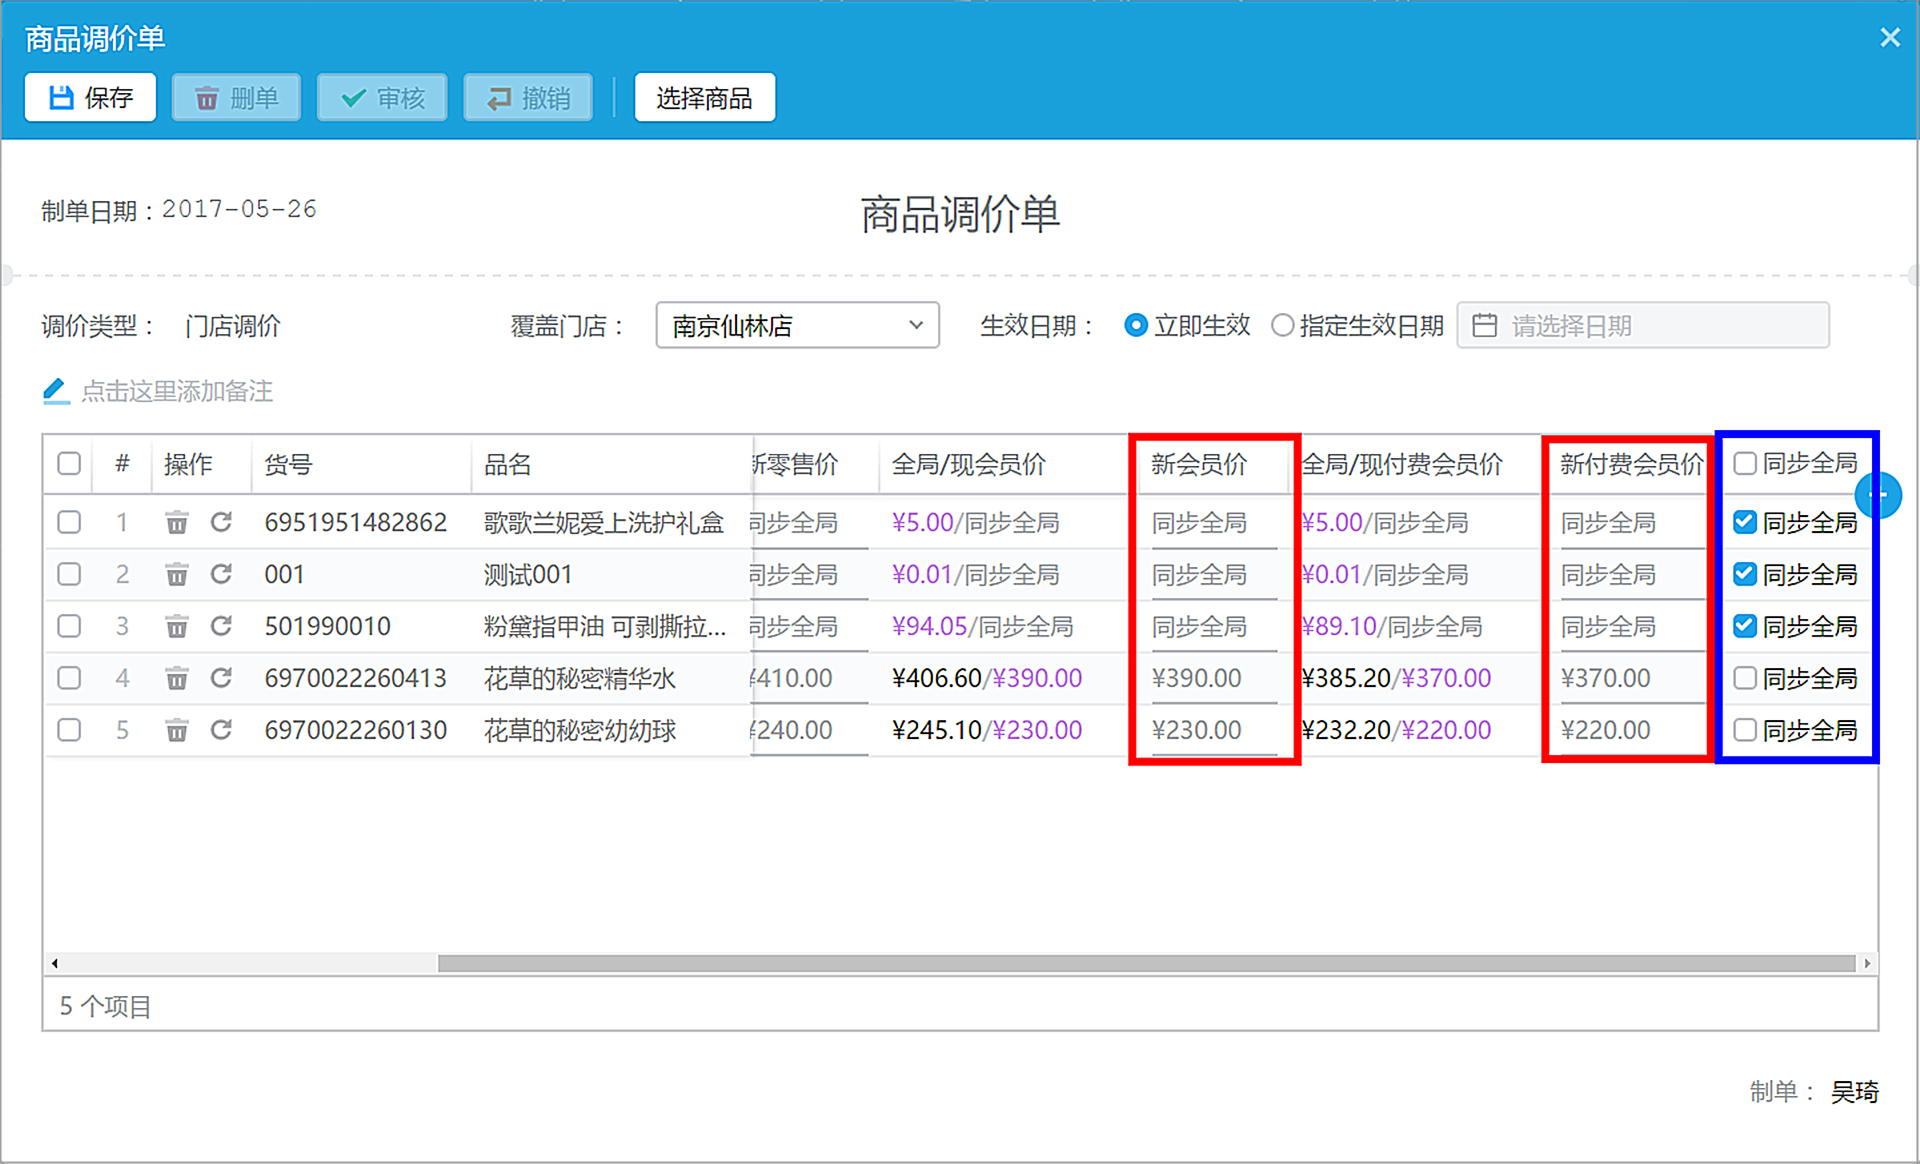 商品调价单
保存 删单 审核 撤销 选择商品
制单日期：2017-05-26
商品调价单
调价类型： 门店调价 覆盖门店： 南京仙林店 生效日期： 立即生效 指定生效日期 请选择日期
点击这里添加备注
# 操作 货号 品名 新零售价 全局/现会员价 新会员价 全局/现付费会员价 新付费会员价 同步全局
1 6951951482862 歌歌兰妮爱上洗护礼盒 同步全局 ¥5.00/同步全局 同步全局 ¥5.00/同步全局 同步全局 同步全局
2 001 测试001 同步全局 ¥0.01/同步全局 同步全局 ¥0.01/同步全局 同步全局 同步全局
3 501990010 粉黛指甲油 可剥撕拉... 同步全局 ¥94.05/同步全局 同步全局 ¥89.10/同步全局 同步全局 同步全局
4 6970022260413 花草的秘密精华水 ¥410.00 ¥406.60/¥390.00 ¥390.00 ¥385.20/¥370.00 ¥370.00 同步全局
5 6970022260130 花草的秘密幼幼球 ¥240.00 ¥245.10/¥230.00 ¥230.00 ¥232.20/¥220.00 ¥220.00 同步全局
5 个项目
制单： 吴琦